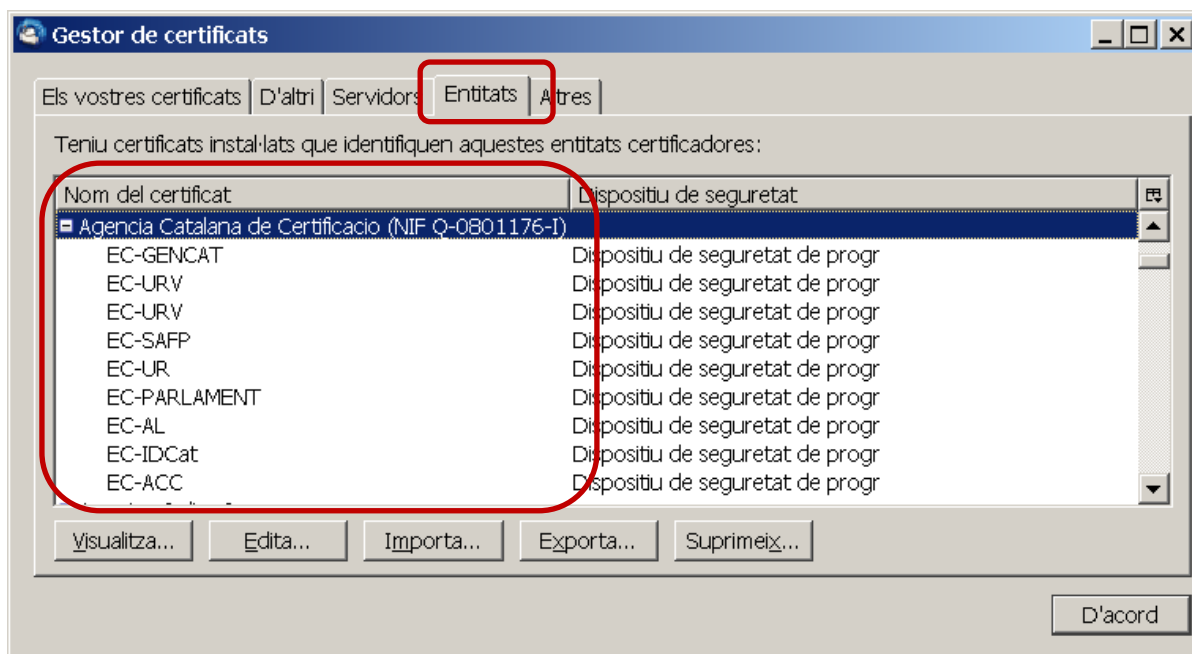 Gestor de certificats
Els vostres certificats D'altri Servidors Entitats Altres
Teniu certificats instal·lats que identifiquen aquestes entitats certificadores:
Nom del certificat Dispositiu de seguretat
Agencia Catalana de Certificacio (NIF Q-0801176-I)
EC-GENCAT Dispositiu de seguretat de progr
EC-URV Dispositiu de seguretat de progr
EC-URV Dispositiu de seguretat de progr
EC-SAFP Dispositiu de seguretat de progr
EC-UR Dispositiu de seguretat de progr
EC-PARLAMENT Dispositiu de seguretat de progr
EC-AL Dispositiu de seguretat de progr
EC-IDCat Dispositiu de seguretat de progr
EC-ACC Dispositiu de seguretat de progr
Visualitza... Edita... Importa... Exporta... Suprimeix...
D'acord